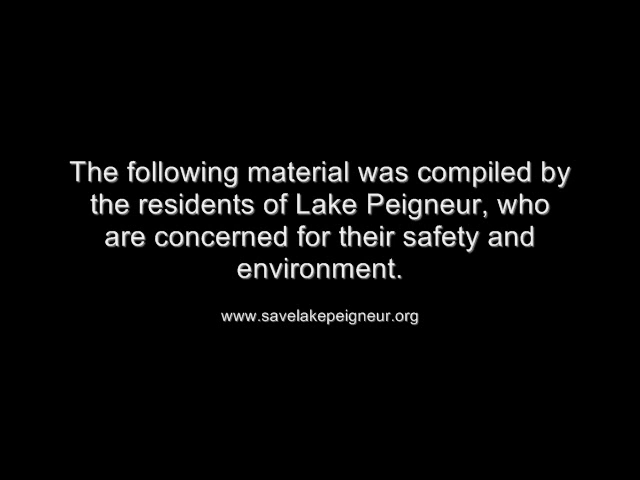 The following material was compiled by
the residents of Lake Peigneur, who
are concerned for their safety and
environment.
www.savelakepeigneur.org